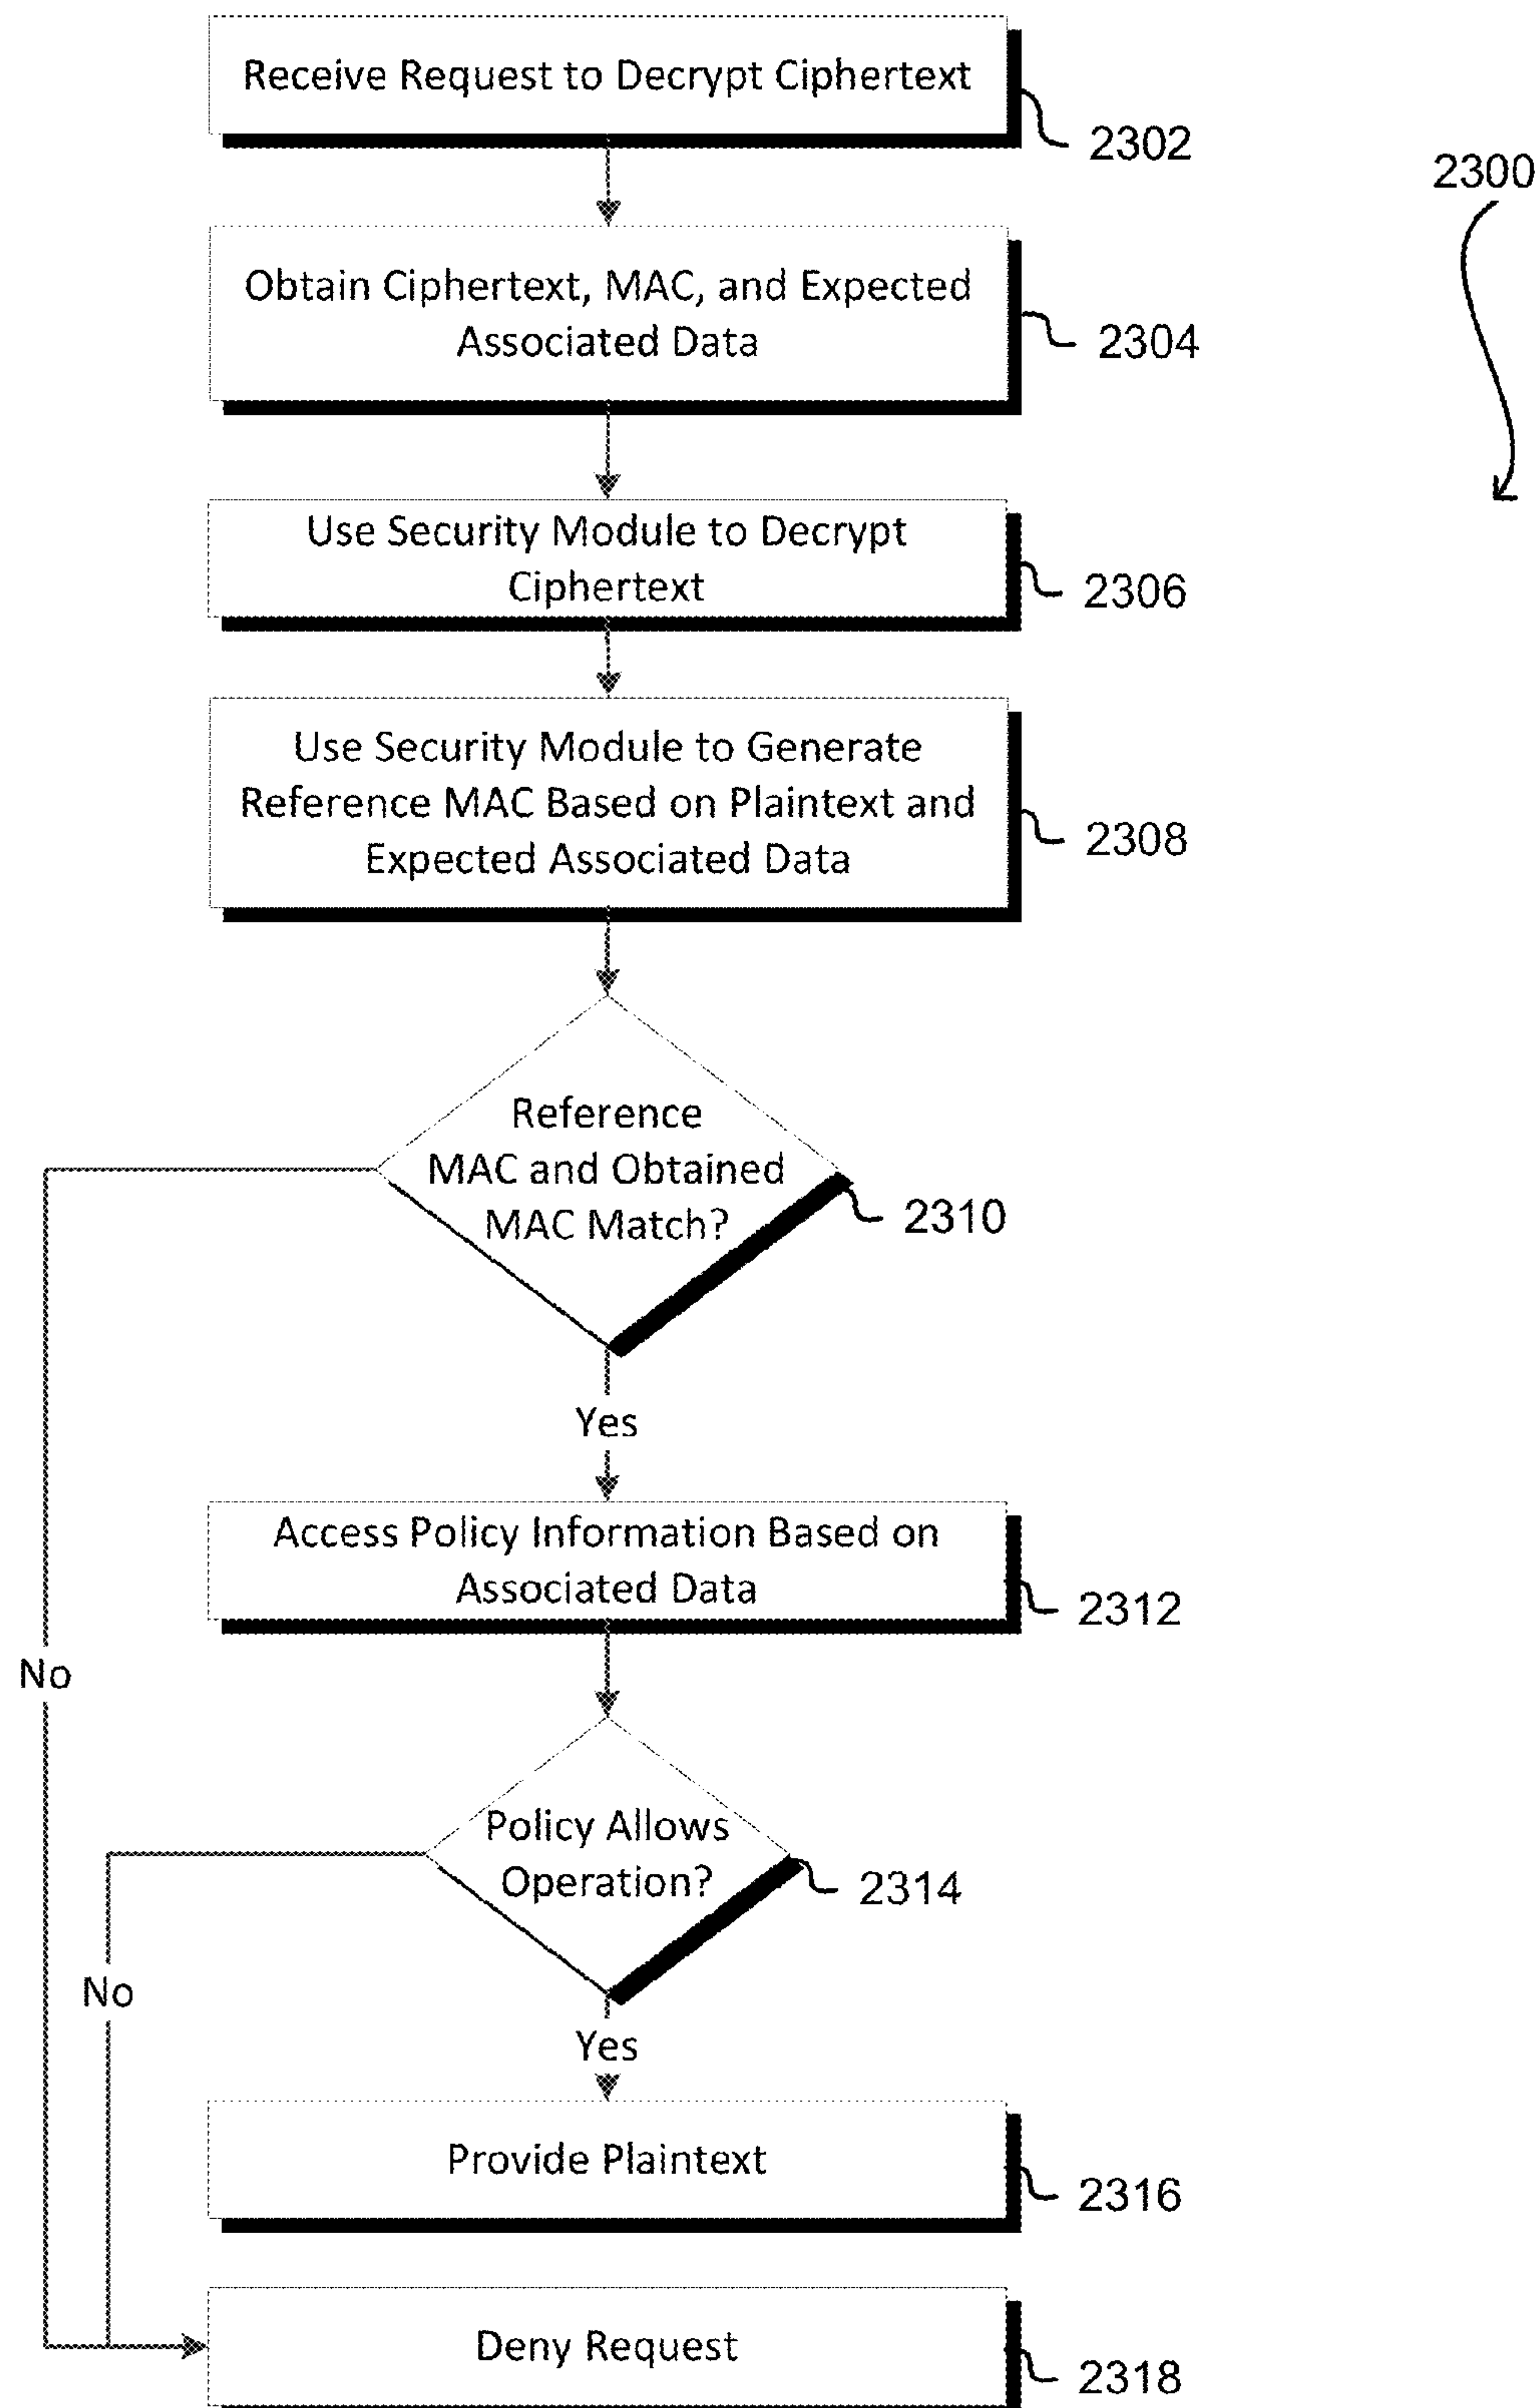 Receive Request to Decrypt Ciphertext
2302
2300
Obtain Ciphertext, MAC, and Expected
Associated Data
2304
Use Security Module to Decrypt
Ciphertext
2306
Use Security Module to Generate
Reference MAC Based on Plaintext and
Expected Associated Data
2308
Reference
MAC and Obtained
MAC Match?
2310
Yes
Access Policy Information Based on
Associated Data
2312
No
Policy Allows
Operation?
2314
No
Yes
Provide Plaintext
2316
Deny Request
2318